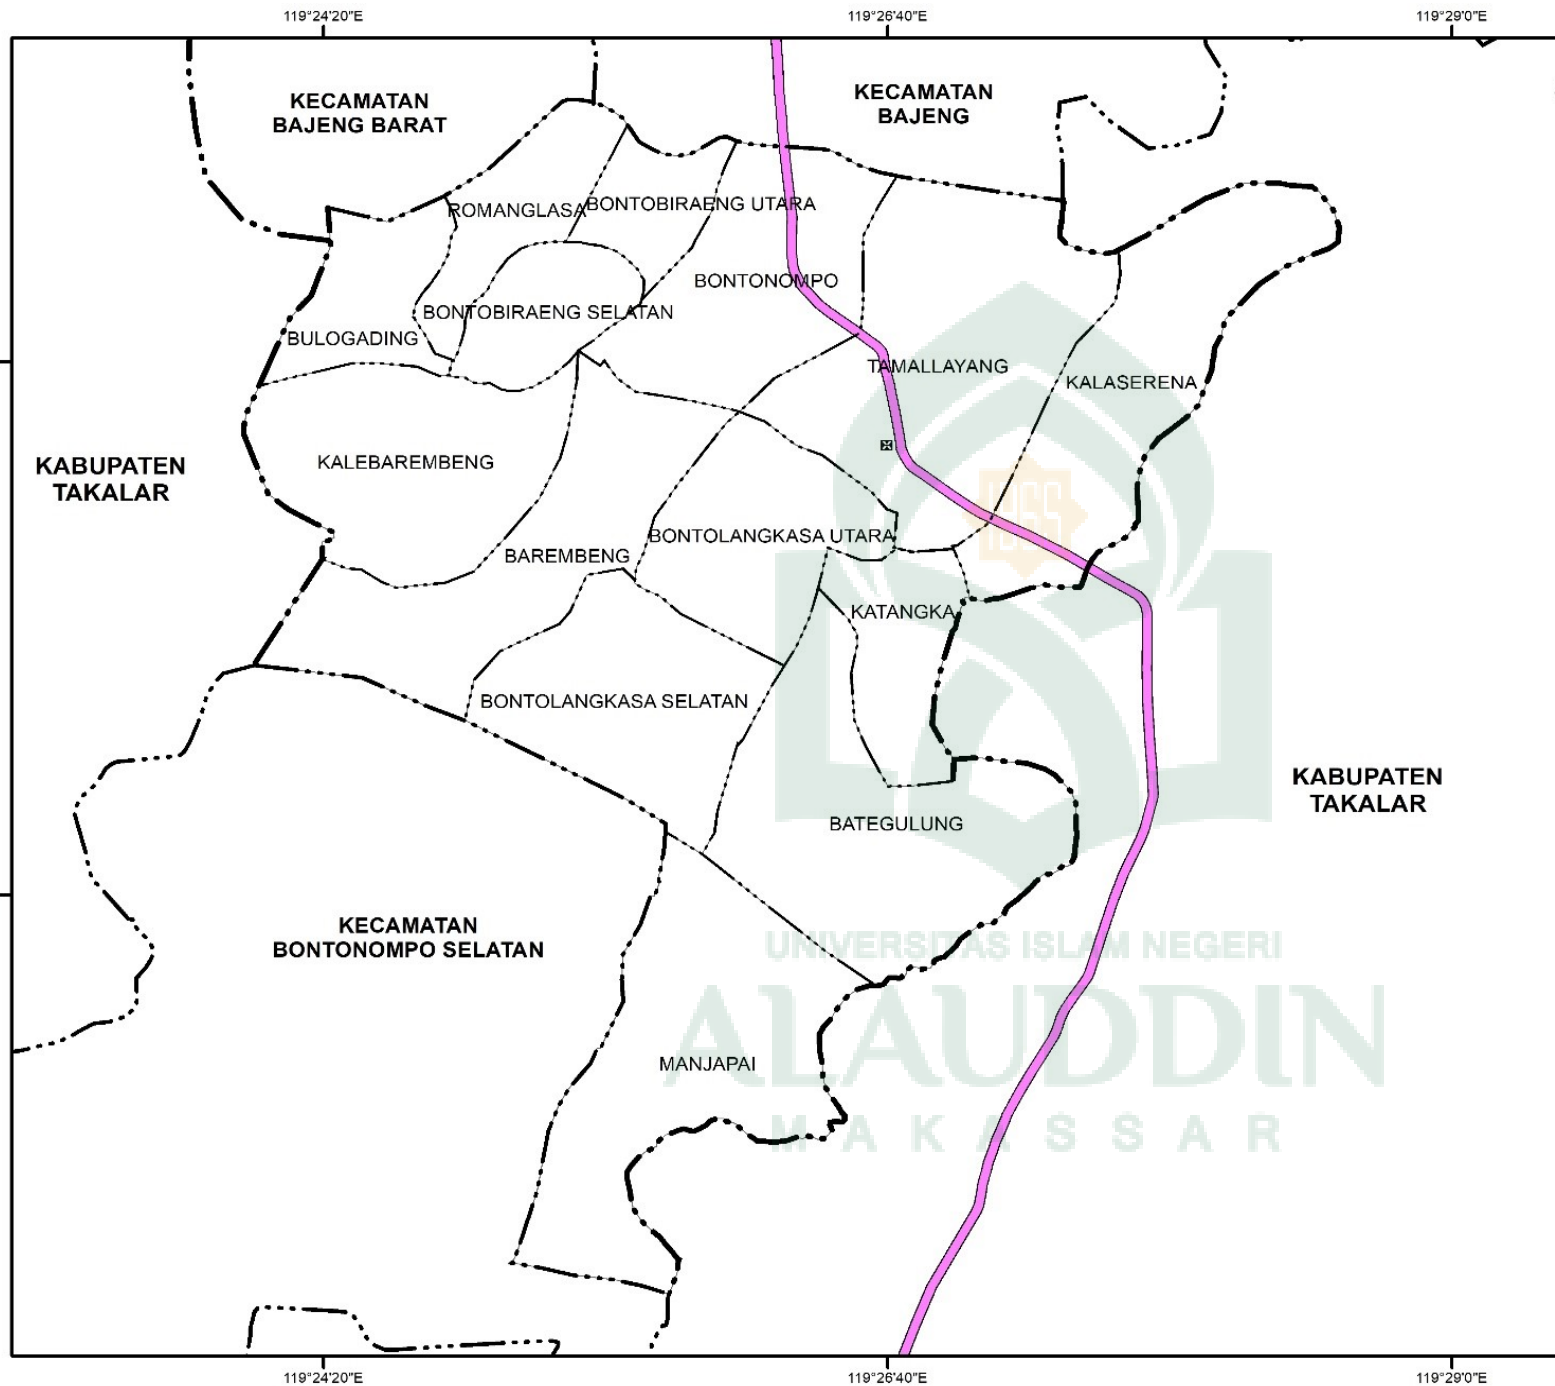 119°24'20"E
119°26'40"E
119°29'0"E
KECAMATAN
BAJENG BARAT
KECAMATAN
BAJENG
ROMANGLASA
BONTOBIRAENG UTARA
BONTONOMPO
BONTOBIRAENG SELATAN
BULOGADING
TAMALLAYANG
KALASERENA
KABUPATEN
TAKALAR
KALEBAREMBENG
1965
BONTOLANGKASA UTARA
BAREMBENG
KATANGKA
BONTOLANGKASA SELATAN
KABUPATEN
TAKALAR
BATEGULUNG
KECAMATAN
BONTONOMPO SELATAN
UNIVERSITAS ISLAM NEGERI
ALAUDDIN
MANJAPAI
MAKASSAR
119°24'20"E
119°26'40"E
119°29'0"E